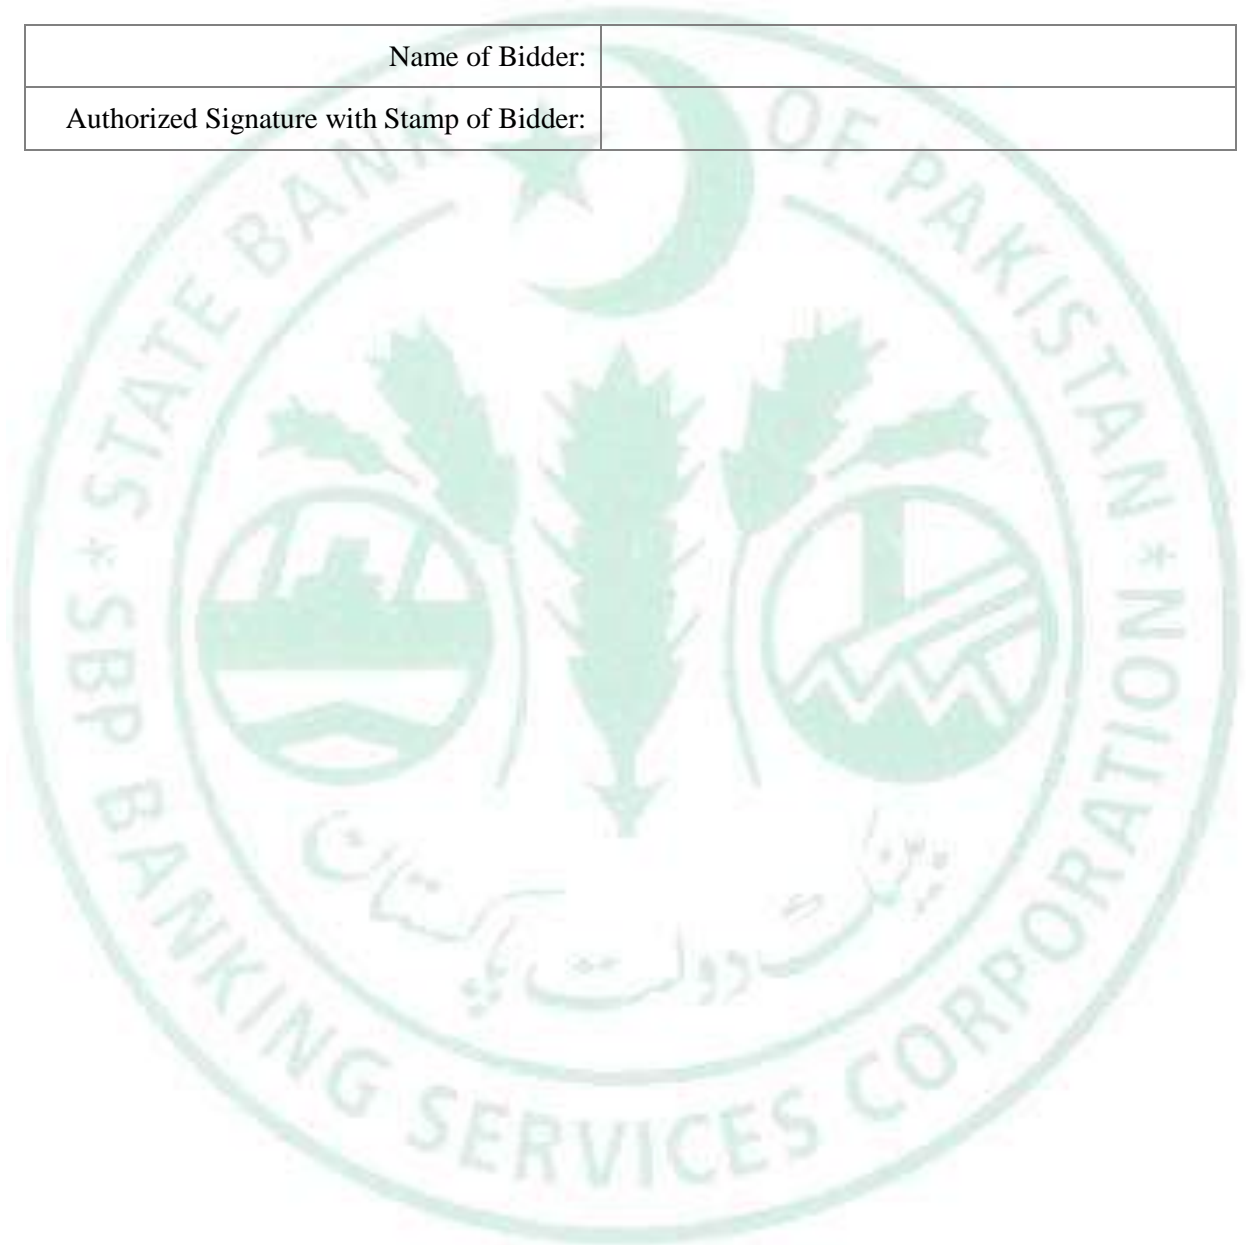 Name of Bidder:
Authorized Signature with Stamp of Bidder:
STATE BANK OF PAKISTAN
* SBP BANKING SERVICES CORPORATION *
بینک دولت پاکستان